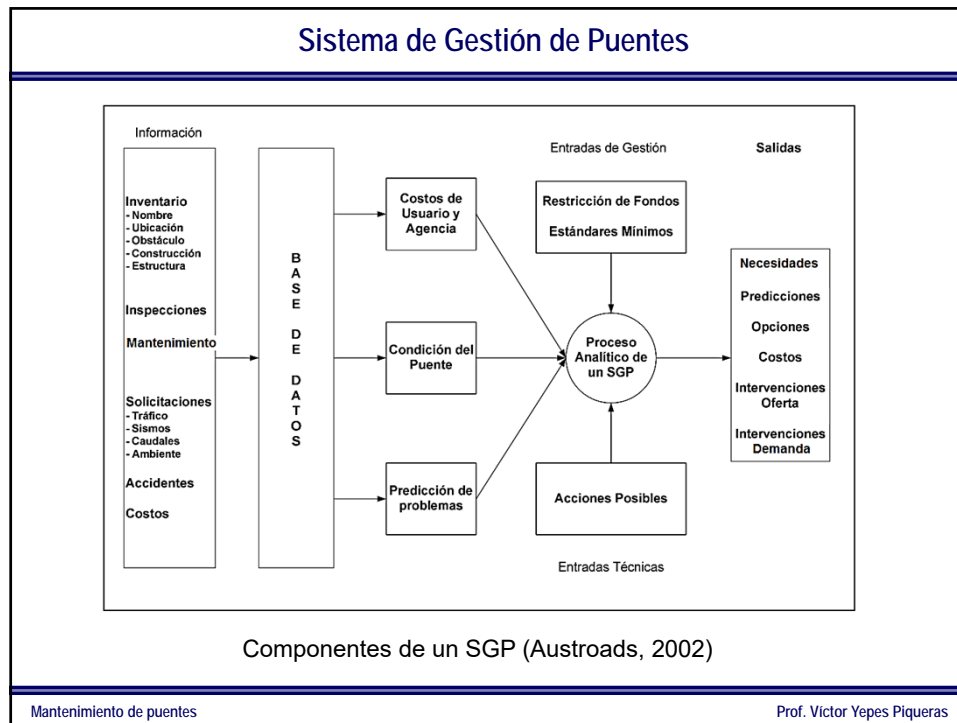 Sistema de Gestión de Puentes
Información
Inventario
- Nombre
- Ubicación
- Obstáculo
- Construcción
- Estructura
Inspecciones
Mantenimiento
Solicitaciones
- Tráfico
- Sismos
- Caudales
- Ambiente
Accidentes
Costos
B
A
S
E
D
E
D
A
T
O
S
Costos de
Usuario y
Agencia
Condición del
Puente
Predicción de
problemas
Entradas de Gestión
Restricción de Fondos
Estándares Mínimos
Proceso
Analítico de
un SGP
Acciones Posibles
Entradas Técnicas
Salidas
Necesidades
Predicciones
Opciones
Costos
Intervenciones
Oferta
Intervenciones
Demanda
Componentes de un SGP (Austroads, 2002)
Mantenimiento de puentes
Prof. Víctor Yepes Piqueras